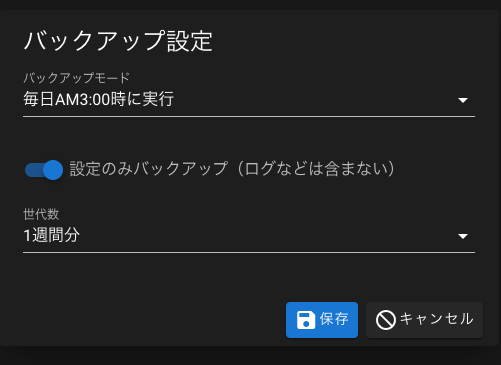 バックアップ設定
バックアップモード
毎日AM3:00時に実行
設定のみバックアップ（ログなどは含まない）
世代数
1週間分
保存 キャンセル